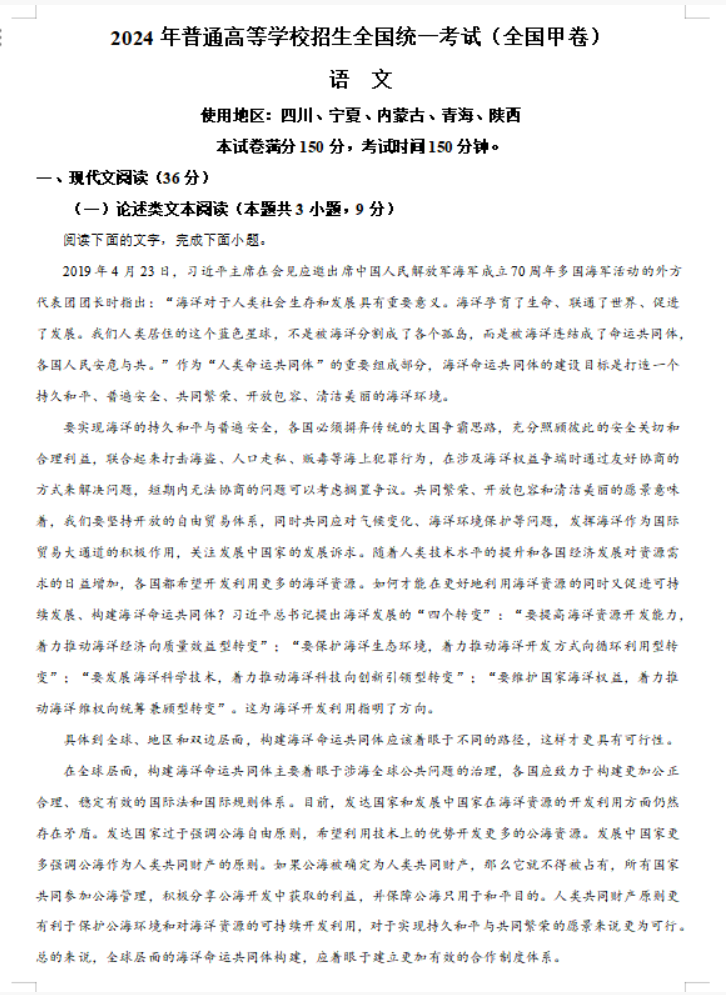 2024年普通高等学校招生全国统一考试（全国甲卷）
语 文
使用地区：四川、宁夏、内蒙古、青海、陕西
本试卷满分150分，考试时间150分钟。
一、现代文阅读（36分）
（一）论述类文本阅读（本题共3小题，9分）
阅读下面的文字，完成下面小题。
2019年4月23日，习近平主席在会见应邀出席中国人民解放军海军成立70周年多国海军活动的外方
代表团团长时指出：“海洋对于人类社会生存和发展具有重要意义。海洋孕育了生命、联通了世界、促进
了发展。我们人类居住的这个蓝色星球，不是被海洋分割成了各个孤岛，而是被海洋连结成了命运共同体，
各国人民安危与共。”作为“人类命运共同体”的重要组成部分，海洋命运共同体的建设目标是打造一个
持久和平、普遍安全、共同繁荣、开放包容、清洁美丽的海洋环境。
要实现海洋的持久和平与普遍安全，各国必须摒弃传统的大国争霸思路，充分照顾彼此的安全关切和
合理利益，联合起来打击海盗、人口走私、贩毒等海上犯罪行为，在涉及海洋权益争端时通过友好协商的
方式来解决问题，短期内无法协商的问题可以考虑搁置争议。共同繁荣、开放包容和清洁美丽的愿景意味
着，我们要坚持开放的自由贸易体系，同时共同应对气候变化、海洋环境保护等问题，发挥海洋作为国际
贸易大通道的积极作用，关注发展中国家的发展诉求。随着人类技术水平的提升和各国经济发展对资源需
求的日益增加，各国都希望开发利用更多的海洋资源。如何才能在更好地利用海洋资源的同时又促进可持
续发展、构建海洋命运共同体？习近平总书记提出海洋发展的“四个转变”：“要提高海洋资源开发能力，
着力推动海洋经济向质量效益型转变”；“要保护海洋生态环境，着力推动海洋开发方式向循环利用型转
变”；“要发展海洋科学技术，着力推动海洋科技向创新引领型转变”；“要维护国家海洋权益，着力推
动海洋维权向统筹兼顾型转变”。这为海洋开发利用指明了方向。
具体到全球、地区和双边层面，构建海洋命运共同体应该着眼于不同的路径，这样才更具有可行性。
在全球层面，构建海洋命运共同体主要着眼于涉海全球公共问题的治理，各国应致力于构建更加公正
合理、稳定有效的国际法和国际规则体系。目前，发达国家和发展中国家在海洋资源的开发利用方面仍然
存在矛盾。发达国家过于强调公海自由原则，希望利用技术上的优势开发更多的公海资源。发展中国家更
多强调公海作为人类共同财产的原则。如果公海被确定为人类共同财产，那么它就不得被占有，所有国家
共同参加公海管理，积极分享公海开发中获取的利益，并保障公海只用于和平目的。人类共同财产原则更
有利于保护公海环境和对海洋资源的可持续开发利用，对于实现持久和平与共同繁荣的愿景来说更为可行。
总的来说，全球层面的海洋命运共同体构建，应着眼于建立更加有效的合作制度体系。